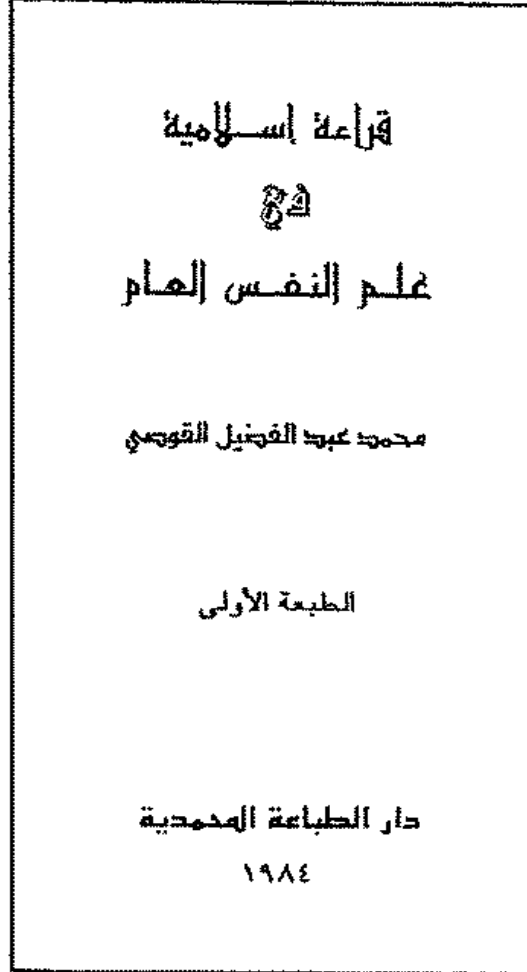 قراءة إسلامية
في
علم النفس العام
محمد عبد الفضيل القوصي
الطبعة الأولى
دار الطباعة المحمدية
١٩٨٤